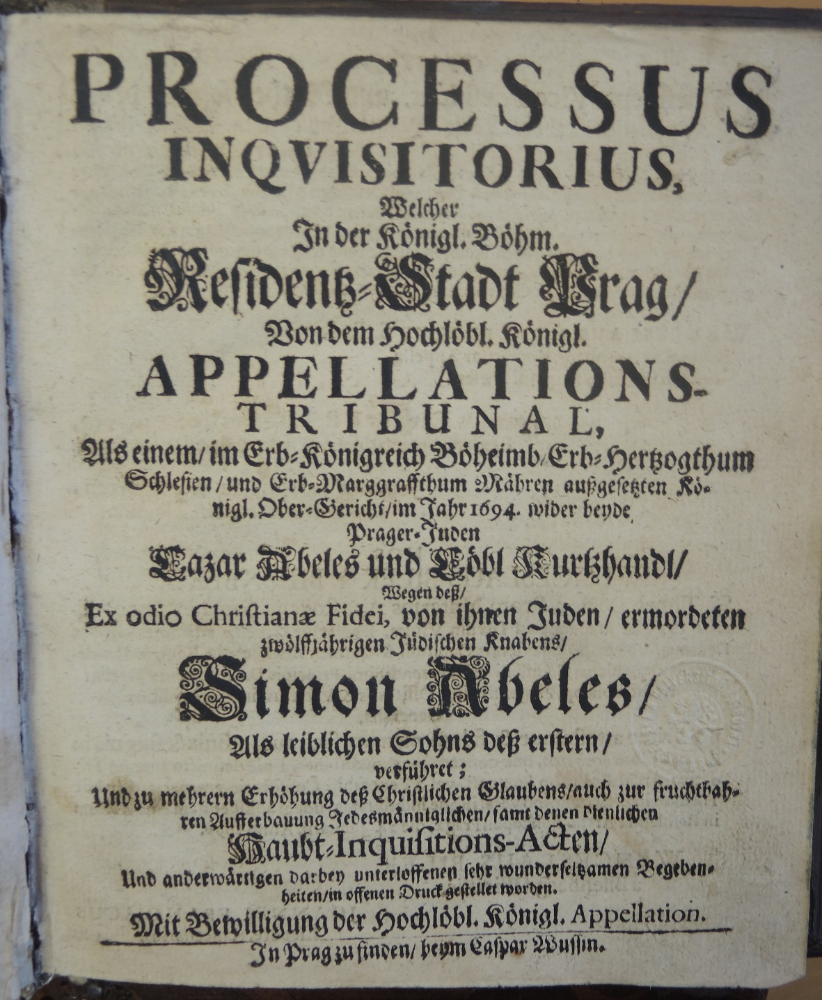 PROCESSUS
INQVISITORIUS,
Welcher
In der Königl. Böhm.
Residentz-Stadt Prag/
Von dem Hochlöbl. Königl.
APPELLATIONS-
TRIBUNAL,
Als einem/ im Erb-Königreich Böheimb/ Erb-Hertzogthum
Schlesien/ und Erb-Marggraffthum Mähren außgesetzten Kö-
nigl. Ober-Gericht/ im Jahr 1694. wider beyde
Prager-Juden
Lazar Abeles und Löbl Kurtzhandl/
Wegen deß/
Ex odio Christianæ Fidei, von ihnen Juden/ ermordeten
zwölffjährigen Jüdischen Knabens/
Simon Abeles/
Als leiblichen Sohns deß erstern/
verführet;
Und zu mehrern Erhöhung deß Christlichen Glaubens/ auch zur fruchtbah-
ren Aufferbauung Jedesmänniglichen/ samt denen dienlichen
Haubt-Inquisitions-Acten/
Und anderwärtigen darbey unterloffenen sehr wunderseltzamen Begeben-
heiten/ in offenen Druck gestellet worden.
Mit Bewilligung der Hochlöbl. Königl. Appellation.
In Prag zu finden/ beym Caspar Wussin.